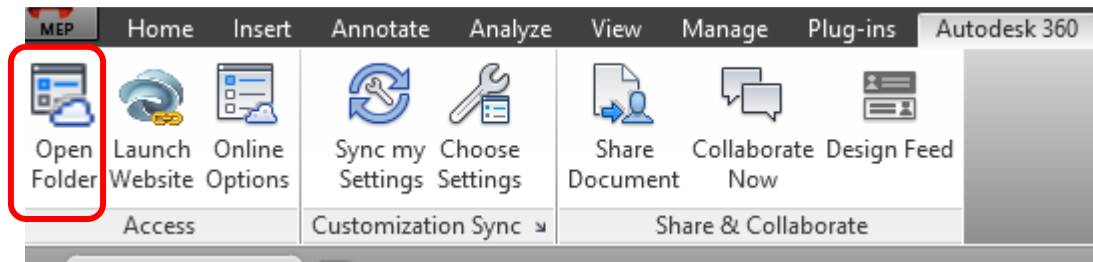 MEP Home Insert Annotate Analyze View Manage Plug-ins Autodesk 360
Open Launch Online Sync my Choose Share Collaborate Design Feed
Folder Website Options Settings Settings Document Now
Access Customization Sync Share & Collaborate